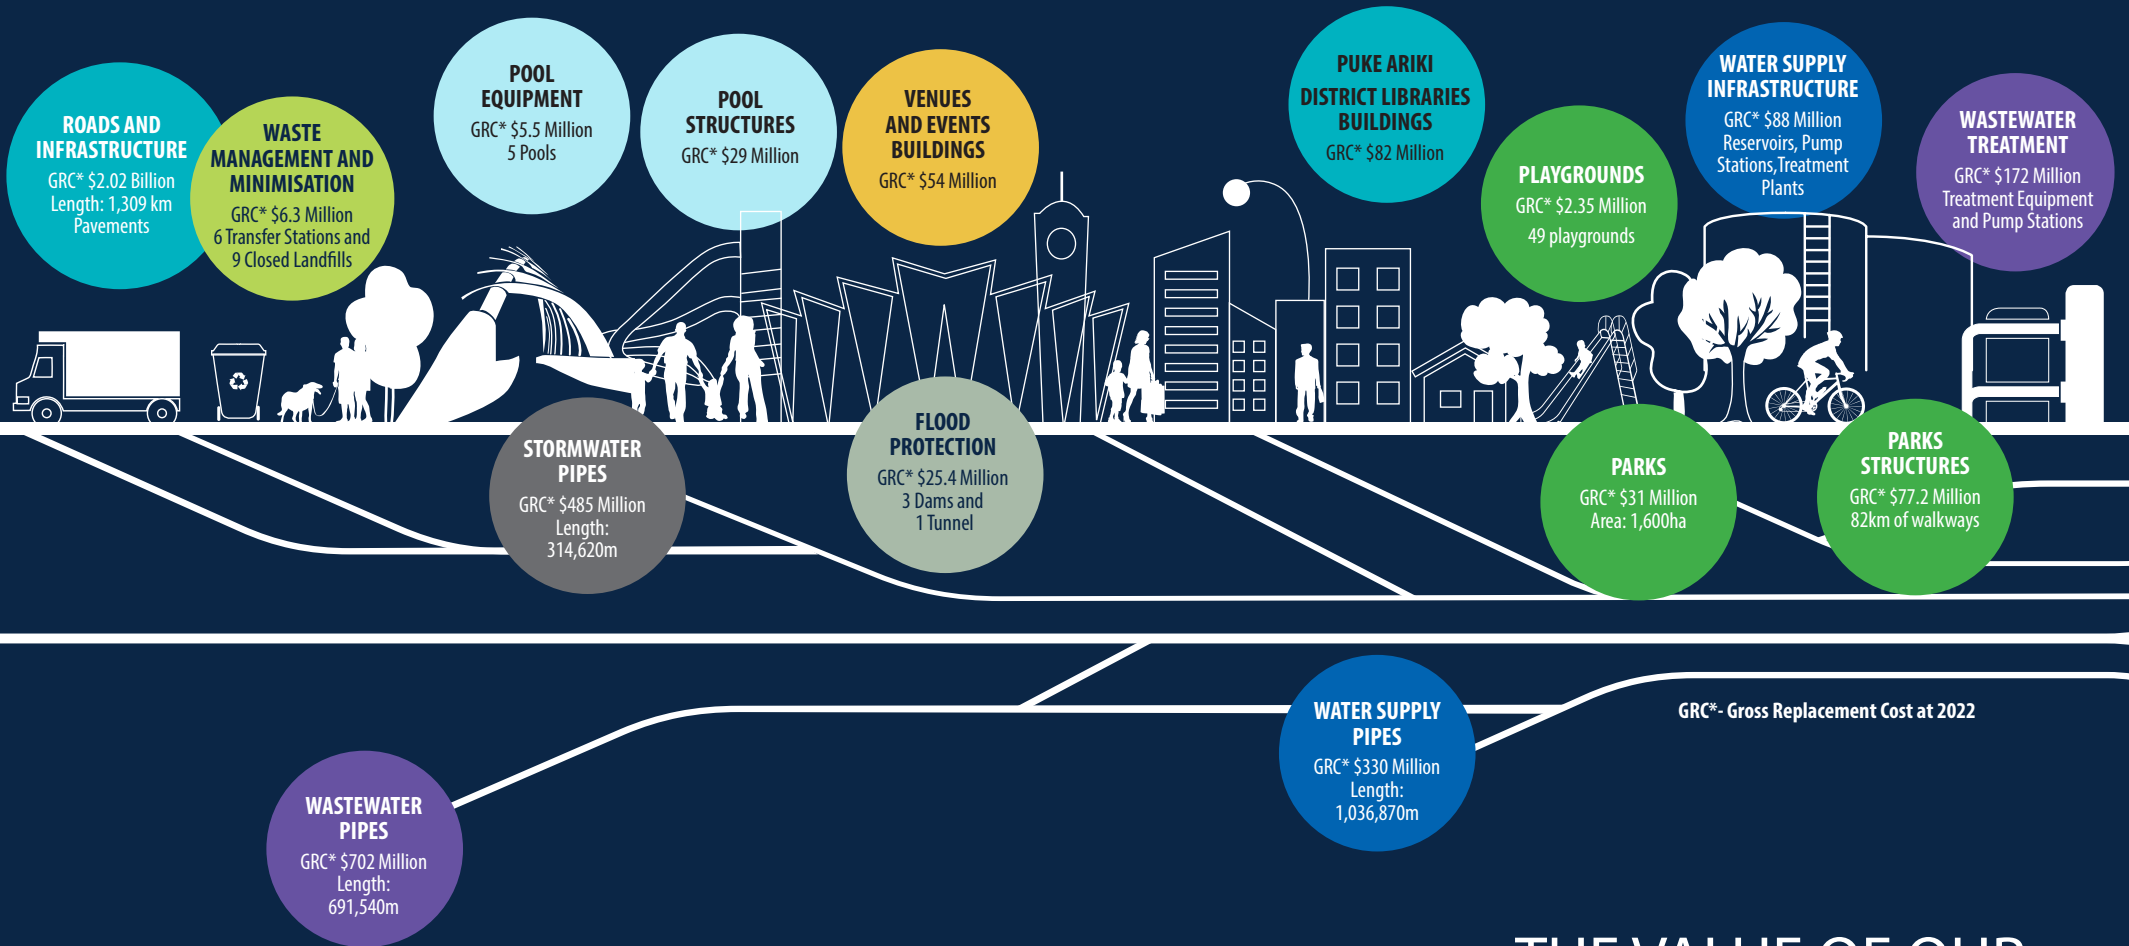 ROADS AND
INFRASTRUCTURE
GRC* $2.02 Billion
Length: 1,309 km
Pavements
WASTE
MANAGEMENT AND
MINIMISATION
GRC* $6.3 Million
6 Transfer Stations and
9 Closed Landfills
POOL
EQUIPMENT
GRC* $5.5 Million
5 Pools
POOL
STRUCTURES
GRC* $29 Million
VENUES
AND EVENTS
BUILDINGS
GRC* $54 Million
PUKE ARIKI
DISTRICT LIBRARIES
BUILDINGS
GRC* $82 Million
PLAYGROUNDS
GRC* $2.35 Million
49 playgrounds
WATER SUPPLY
INFRASTRUCTURE
GRC* $88 Million
Reservoirs, Pump
Stations,Treatment
Plants
WASTEWATER
TREATMENT
GRC* $172 Million
Treatment Equipment
and Pump Stations
STORMWATER
PIPES
GRC* $485 Million
Length:
314,620m
FLOOD
PROTECTION
GRC* $25.4 Million
3 Dams and
1 Tunnel
PARKS
GRC* $31 Million
Area: 1,600ha
PARKS
STRUCTURES
GRC* $77.2 Million
82km of walkways
WATER SUPPLY
PIPES
GRC* $330 Million
Length:
1,036,870m
GRC*- Gross Replacement Cost at 2022
WASTEWATER
PIPES
GRC* $702 Million
Length:
691,540m
THE VALUE OF OUR